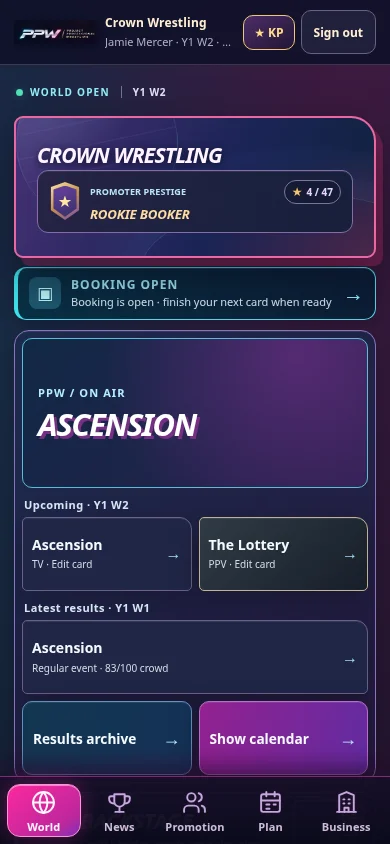 PPW
Crown Wrestling
Jamie Mercer · Y1 W2 · ...
★ KP
Sign out
WORLD OPEN
Y1 W2
CROWN WRESTLING
PROMOTER PRESTIGE
★ 4 / 47
ROOKIE BOOKER
BOOKING OPEN
Booking is open · finish your next card when ready →
PPW / ON AIR
ASCENSION
Upcoming · Y1 W2
Ascension
TV · Edit card →
The Lottery
PPV · Edit card →
Latest results · Y1 W1
Ascension
Regular event · 83/100 crowd →
Results archive →
Show calendar →
World
News
Promotion
Plan
Business